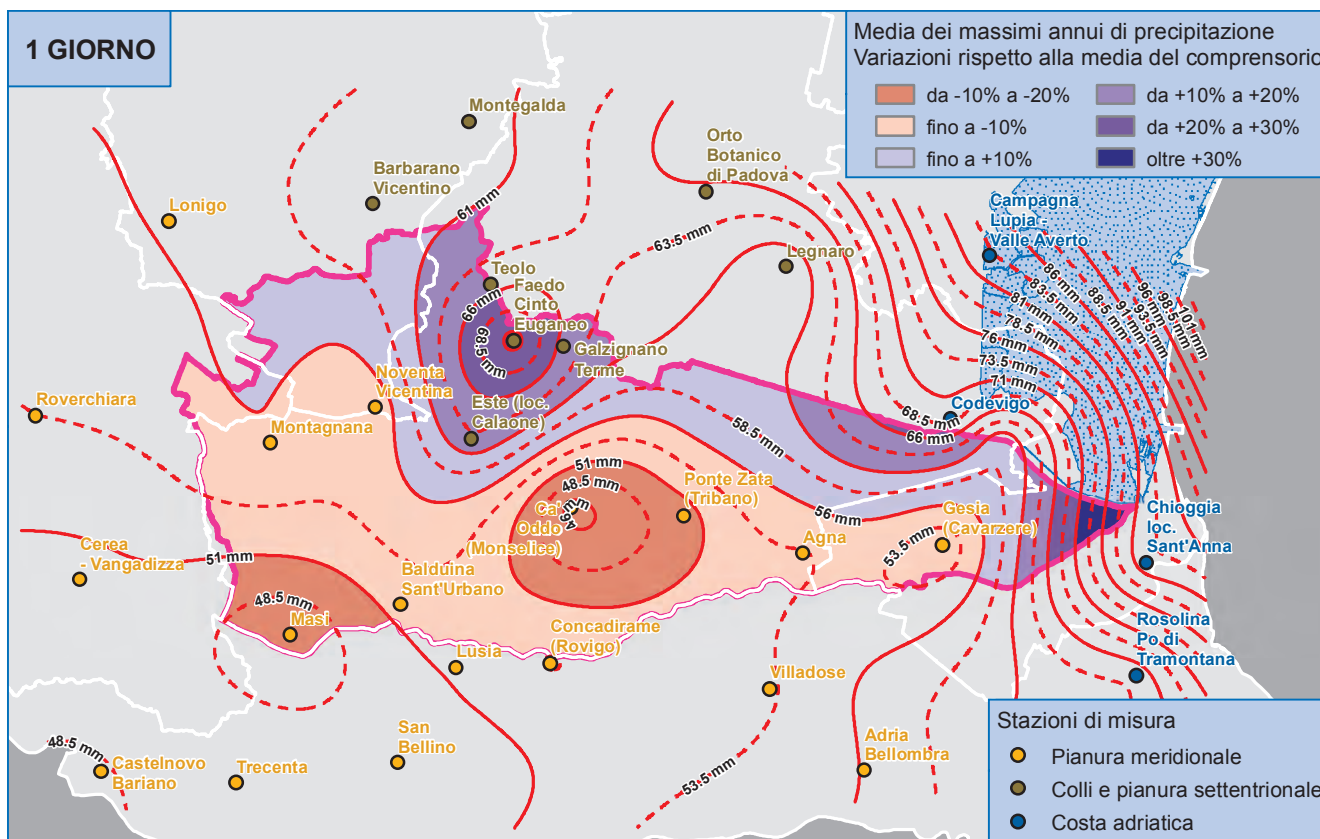 1 GIORNO
Media dei massimi annui di precipitazione
Variazioni rispetto alla media del comprensorio
da -10% a -20%
fino a -10%
fino a +10%
da +10% a +20%
da +20% a +30%
oltre +30%
Montegalda
Orto
Botanico
di Padova
Barbarano
Vicentino
Lonigo
61 mm
63.5 mm
Campagna
Lupia -
Valle Averto
Legnaro
Teolo
Faedo
Cinto
Euganeo
66 mm
68.5 mm
Galzignano
Terme
86 mm
83.5 mm
81 mm
78.5 mm
76 mm
73.5 mm
71 mm
68.5 mm
66 mm
88.5 mm
91 mm
93.5 mm
96 mm
98.5 mm
101 mm
Noventa
Vicentina
Roverchiara
Montagnana
Este (loc.
Calaone)
Codevigo
58.5 mm
51 mm
48.5 mm
46 mm
Ca'
Oddo
(Monselice)
Ponte Zata
(Tribano)
56 mm
Gesia
(Cavarzere)
53.5 mm
Agna
Chioggia
loc.
Sant'Anna
Cerea
- Vangadizza
51 mm
48.5 mm
Masi
Balduina
Sant'Urbano
Lusia
Concadirame
(Rovigo)
Villadose
Rosolina
Po di
Tramontana
San
Bellino
Adria
Bellombra
53.5 mm
48.5 mm
Castelnovo
Bariano
Trecenta
Stazioni di misura
Pianura meridionale
Colli e pianura settentrionale
Costa adriatica